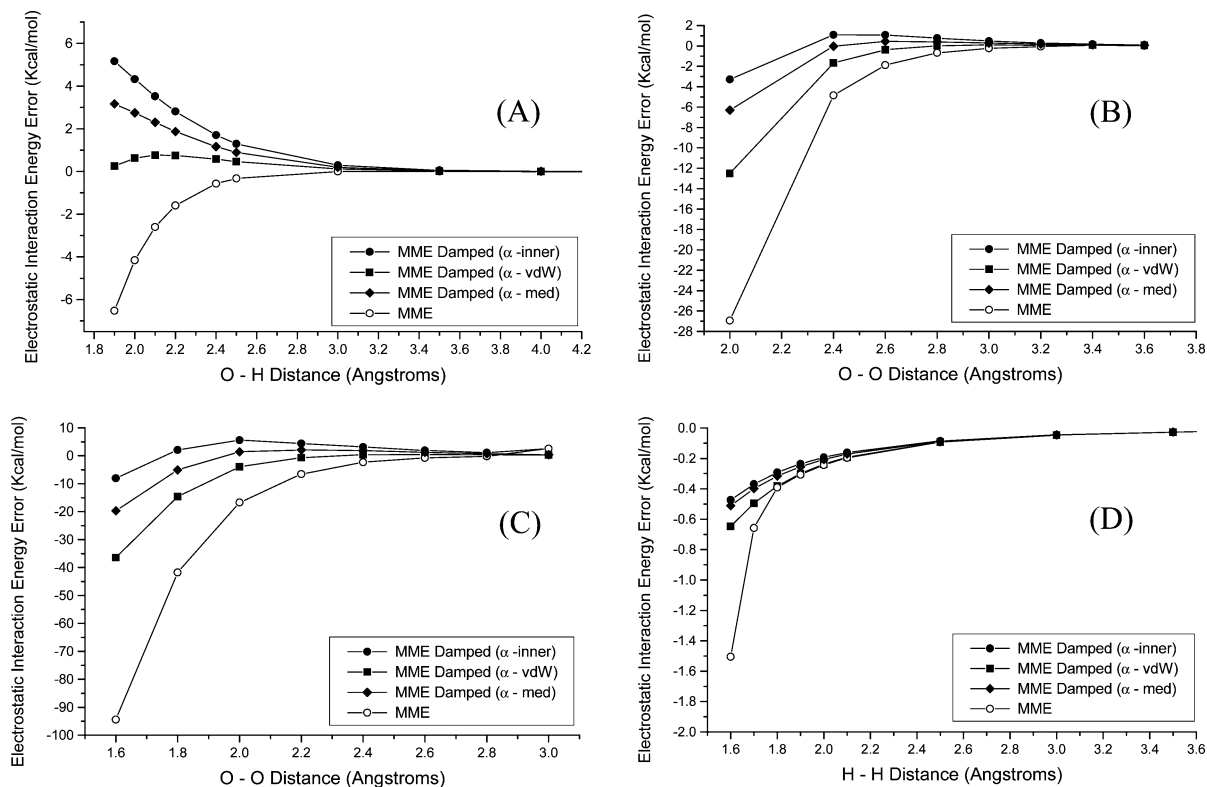 Electrostatic Interaction Energy Error (Kcal/mol)
6
4
2
0
-2
-4
-6
(A)
MME Damped (α -inner)
MME Damped (α - vdW)
MME Damped (α - med)
MME
1.8 2.0 2.2 2.4 2.6 2.8 3.0 3.2 3.4 3.6 3.8 4.0 4.2
O - H Distance (Angstroms)
Electrostatic Interaction Energy Error (Kcal/mol)
2
0
-2
-4
-6
-8
-10
-12
-14
-16
-18
-20
-22
-24
-26
-28
(B)
MME Damped (α -inner)
MME Damped (α - vdW)
MME Damped (α - med)
MME
2.0 2.2 2.4 2.6 2.8 3.0 3.2 3.4 3.6 3.8
O - O Distance (Angstroms)
Electrostatic Interaction Energy Error (Kcal/mol)
10
0
-10
-20
-30
-40
-50
-60
-70
-80
-90
-100
(C)
MME Damped (α -inner)
MME Damped (α - vdW)
MME Damped (α - med)
MME
1.6 1.8 2.0 2.2 2.4 2.6 2.8 3.0
O - O Distance (Angstroms)
Electrostatic Interaction Energy Error (Kcal/mol)
0.0
-0.2
-0.4
-0.6
-0.8
-1.0
-1.2
-1.4
-1.6
-1.8
-2.0
(D)
MME Damped (α -inner)
MME Damped (α - vdW)
MME Damped (α - med)
MME
1.6 1.8 2.0 2.2 2.4 2.6 2.8 3.0 3.2 3.4 3.6
H - H Distance (Angstroms)